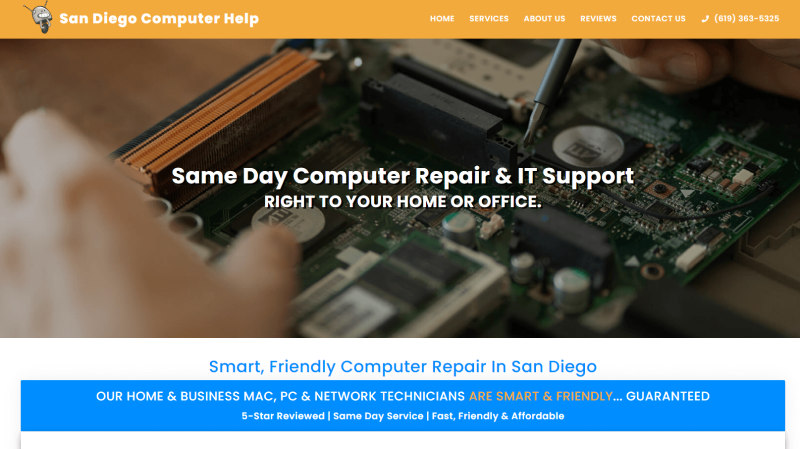 San Diego Computer Help
HOME SERVICES ABOUT US REVIEWS CONTACT US (619) 363-5325
Same Day Computer Repair & IT Support
RIGHT TO YOUR HOME OR OFFICE.
Smart, Friendly Computer Repair In San Diego
OUR HOME & BUSINESS MAC, PC & NETWORK TECHNICIANS ARE SMART & FRIENDLY... GUARANTEED
5-Star Reviewed | Same Day Service | Fast, Friendly & Affordable